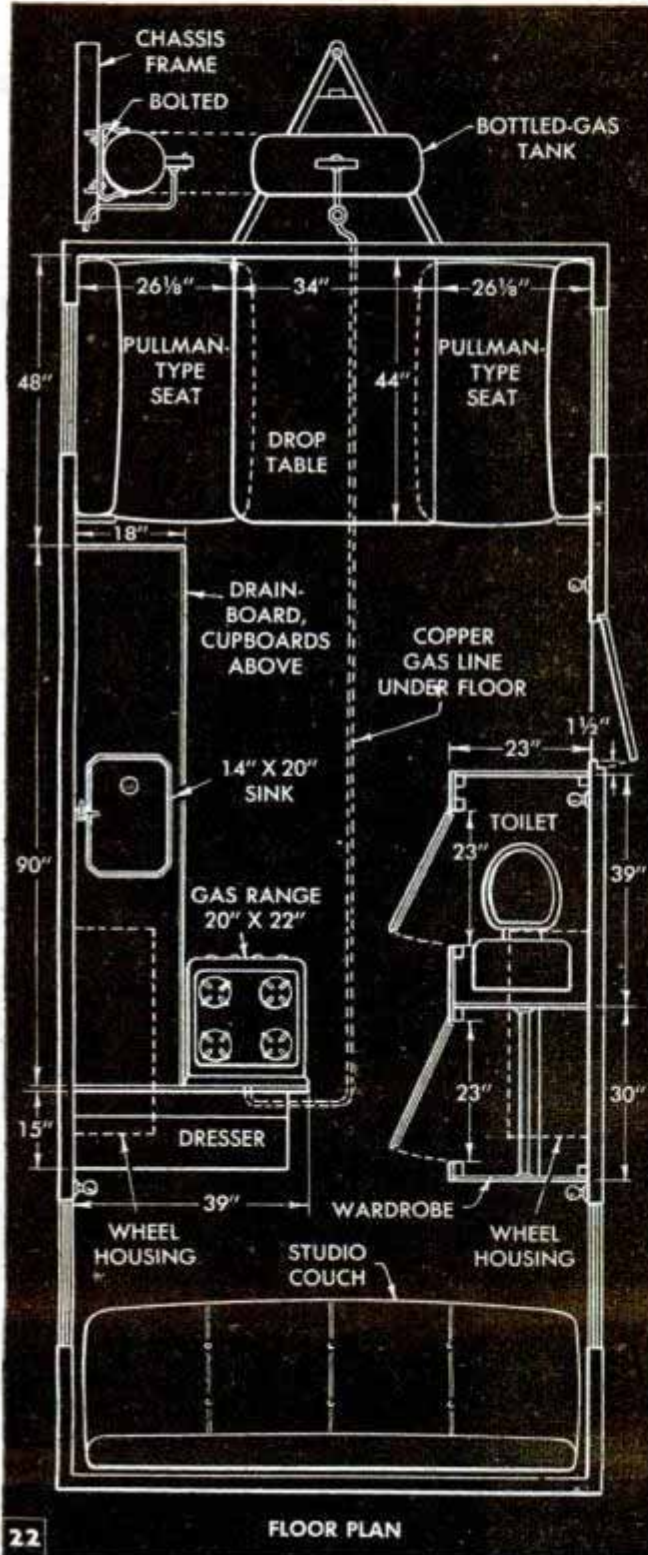 CHASSIS
FRAME
BOLTED
BOTTLED-GAS
TANK
26⅛"
34"
26⅛"
PULLMAN-
TYPE
SEAT
PULLMAN-
TYPE
SEAT
48"
44"
DROP
TABLE
18"
DRAIN-
BOARD,
CUPBOARDS
ABOVE
COPPER
GAS LINE
UNDER FLOOR
1½"
23"
14" X 20"
SINK
TOILET
23"
39"
90"
GAS RANGE
20" X 22"
23"
30"
15"
DRESSER
39"
WARDROBE
WHEEL
HOUSING
WHEEL
HOUSING
STUDIO
COUCH
22
FLOOR PLAN